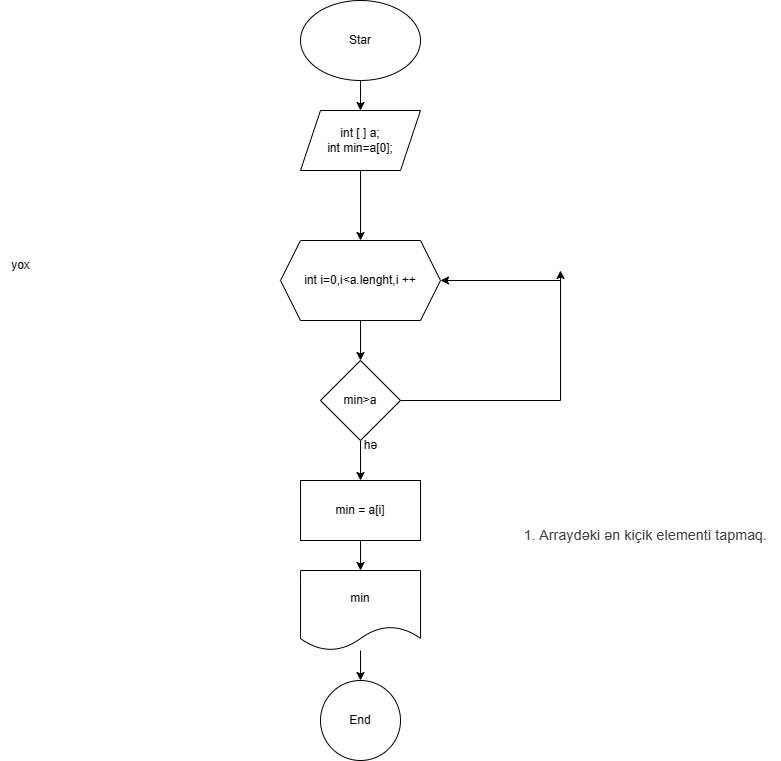 Star
int [ ] a;
int min=a[0];
yox
int i=0,i<a.lenght,i ++
min>a
hə
min = a[i]
1. Arraydəki ən kiçik elementi tapmaq.
min
End